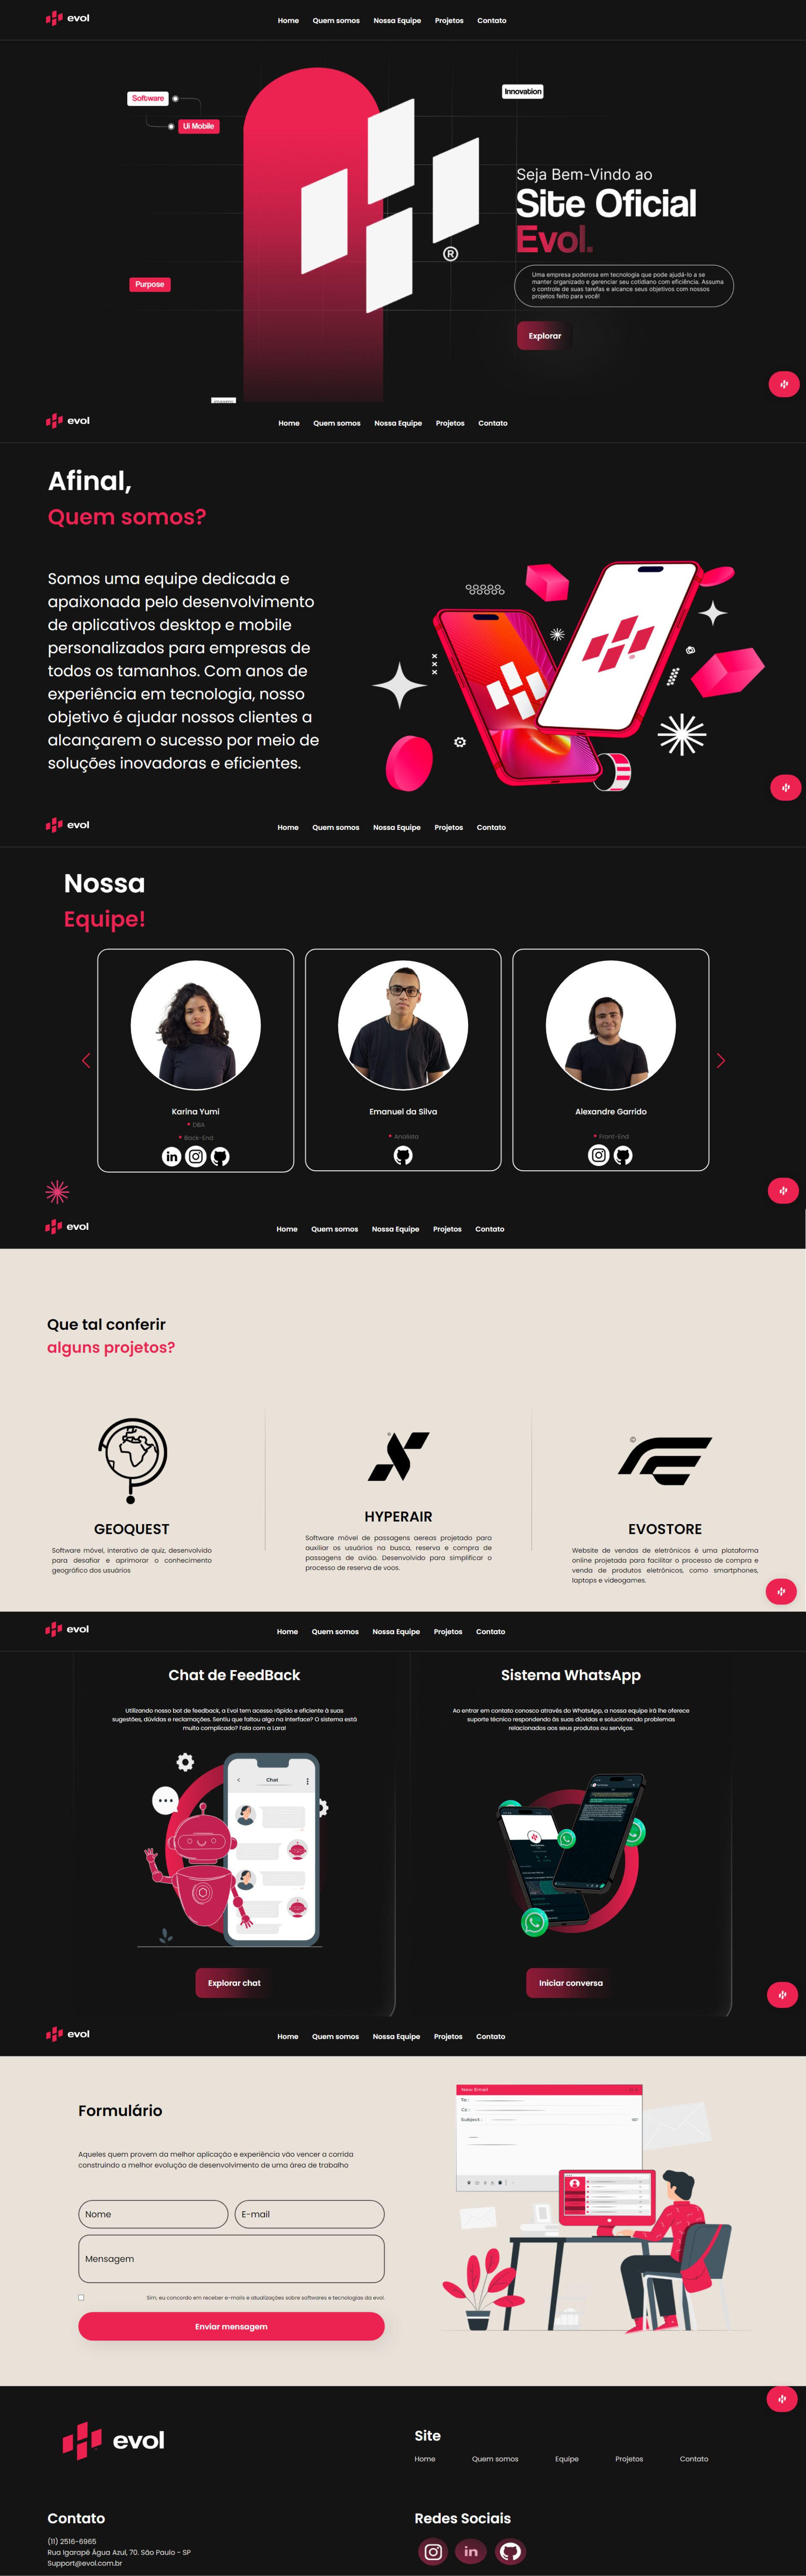 evol
Home Quem somos Nossa Equipe Projetos Contato
Software
Innovation
Ui Mobile
Seja Bem-Vindo ao
Site Oficial
Evol.
®
Uma empresa poderosa em tecnologia que pode ajudá-lo a se
manter organizado e gerenciar seu cotidiano com eficiência. Assuma
o controle de suas tarefas e alcance seus objetivos com nossos
projetos feito para você!
Purpose
Explorar
evol
Home Quem somos Nossa Equipe Projetos Contato
Afinal,
Quem somos?
Somos uma equipe dedicada e
apaixonada pelo desenvolvimento
de aplicativos desktop e mobile
personalizados para empresas de
todos os tamanhos. Com anos de
experiência em tecnologia, nosso
objetivo é ajudar nossos clientes a
alcançarem o sucesso por meio de
soluções inovadoras e eficientes.
evol
Home Quem somos Nossa Equipe Projetos Contato
Nossa
Equipe!
Karina Yumi
DBA
Back-End
Emanuel da Silva
Analista
Alexandre Garrido
Front-End
evol
Home Quem somos Nossa Equipe Projetos Contato
Que tal conferir
alguns projetos?
GEOQUEST
Software móvel, interativo de quiz, desenvolvido
para desafiar e aprimorar o conhecimento
geográfico dos usuários
HYPERAIR
Software móvel de passagens aereas projetado para
auxiliar os usuários na busca, reserva e compra de
passagens de avião. Desenvolvido para simplificar o
processo de reserva de voos.
©
EVOSTORE
Website de vendas de eletrônicos é uma plataforma
online projetada para facilitar o processo de compra e
venda de produtos eletrônicos, como smartphones,
laptops e videogames.
evol
Home Quem somos Nossa Equipe Projetos Contato
Chat de FeedBack
Utilizando nosso bot de feedback, a Evol tem acesso rápido e eficiente à suas
sugestões, dúvidas e reclamações. Sentiu que faltou algo na Interface? O sistema está
muito complicado? Fala com a Lara!
Chat
Explorar chat
Sistema WhatsApp
Ao entrar em contato conosco através do WhatsApp, a nossa equipe irá lhe oferece
suporte técnico respondendo às suas dúvidas e solucionando problemas
relacionados aos seus produtos ou serviços.
Iniciar conversa
evol
Home Quem somos Nossa Equipe Projetos Contato
Formulário
Aqueles quem provem da melhor aplicação e experiência vão vencer a corrida
construindo a melhor evolução de desenvolvimento de uma área de trabalho
Nome
E-mail
Mensagem
Sim, eu concordo em receber e-mails e atualizações sobre softwares e tecnologias da evol.
Enviar mensagem
New Email
To :
Cc :
Subject :
evol
Site
Home Quem somos Equipe Projetos Contato
Contato
(11) 2516-6965
Rua Igarapé Água Azul, 70. São Paulo - SP
Support@evol.com.br
Redes Sociais
in